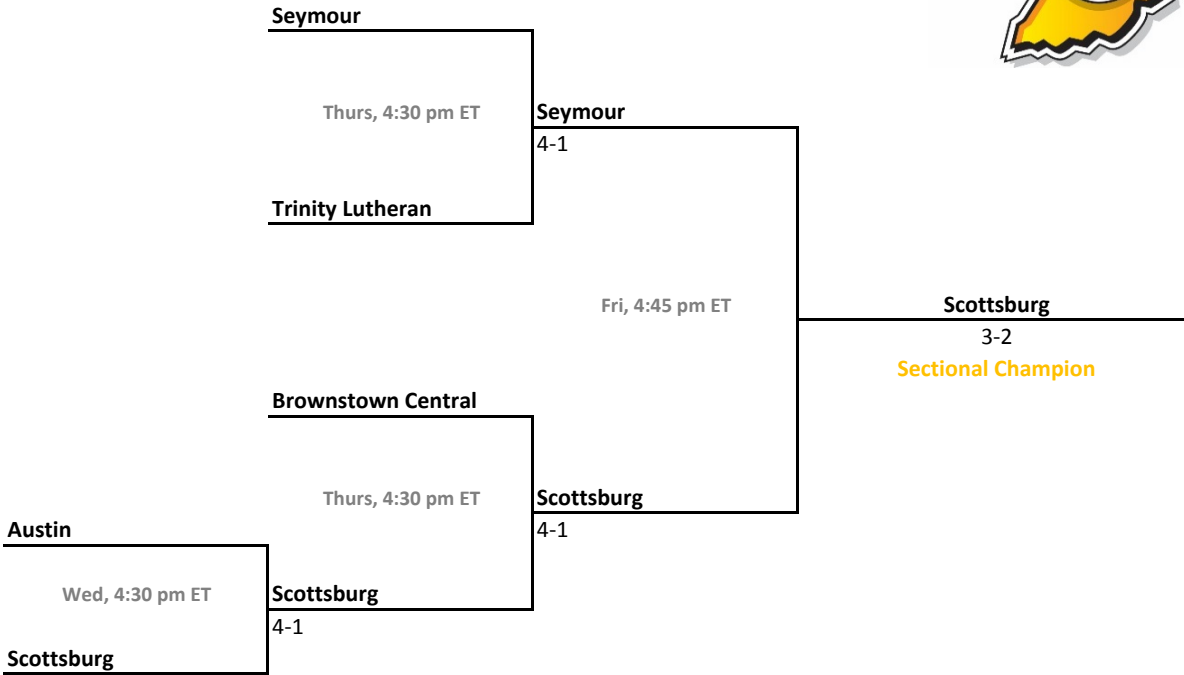 Seymour
Thurs, 4:30 pm ET
Seymour
4-1
Trinity Lutheran
Fri, 4:45 pm ET
Scottsburg
3-2
Sectional Champion
Brownstown Central
Thurs, 4:30 pm ET
Scottsburg
4-1
Austin
Wed, 4:30 pm ET
Scottsburg
4-1
Scottsburg